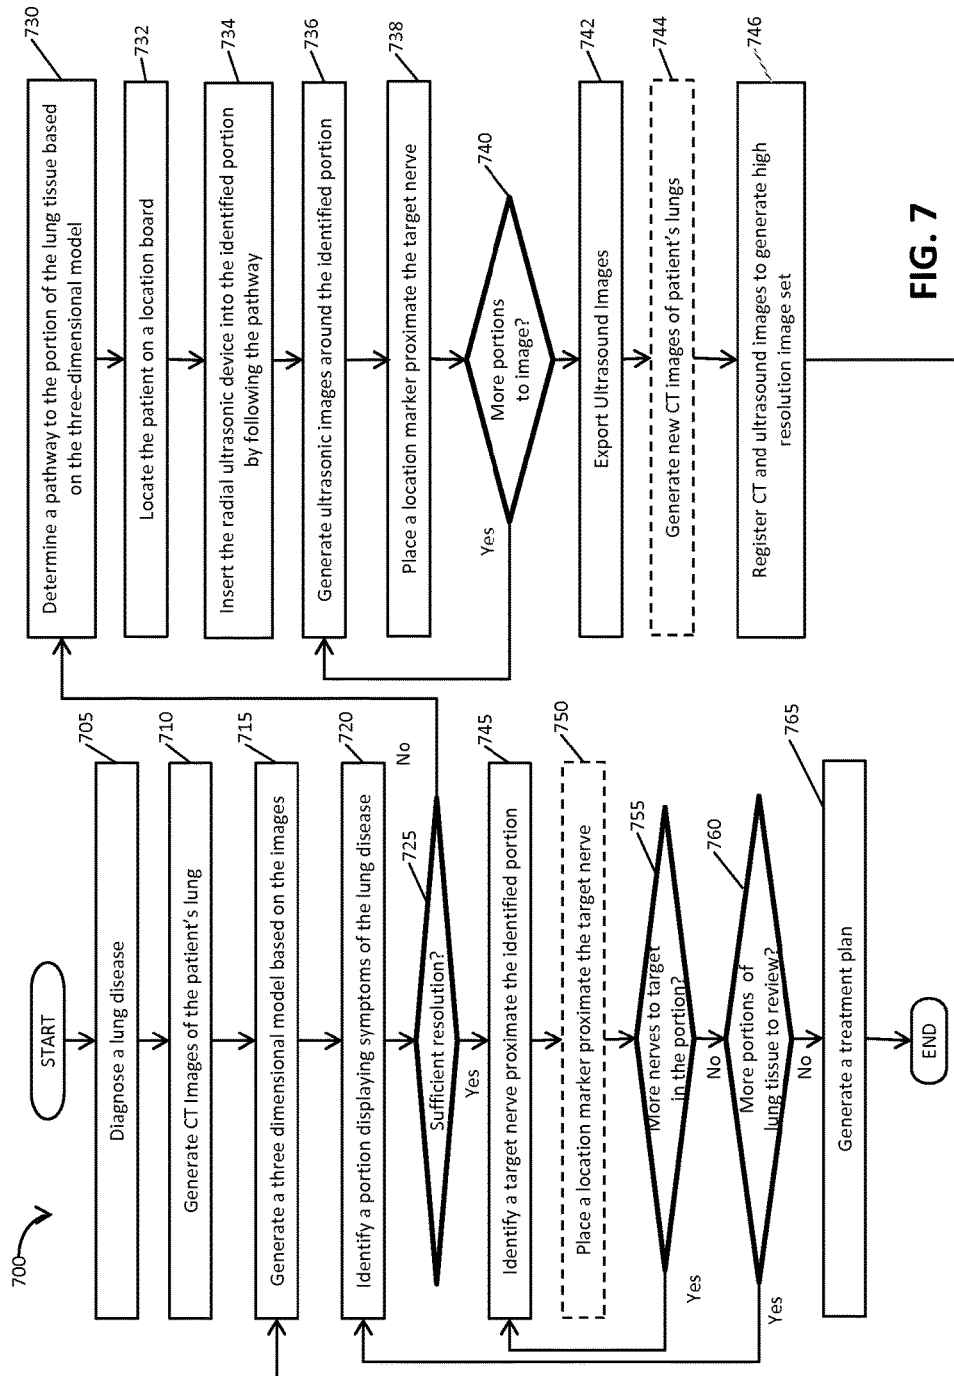 700
START
Diagnose a lung disease
705
Generate CT Images of the patient's lung
710
Generate a three dimensional model based on the images
715
Identify a portion displaying symptoms of the lung disease
720
Sufficient resolution?
725
No
Yes
Identify a target nerve proximate the identified portion
745
Place a location marker proximate the target nerve
750
More nerves to target
in the portion?
755
Yes
No
More portions of
lung tissue to review?
760
Yes
No
Generate a treatment plan
765
END
Determine a pathway to the portion of the lung tissue based
on the three-dimensional model
730
Locate the patient on a location board
732
Insert the radial ultrasonic device into the identified portion
by following the pathway
734
Generate ultrasonic images around the identified portion
736
Place a location marker proximate the target nerve
738
More portions
to image?
740
Yes
Export Ultrasound Images
742
Generate new CT images of patient's lungs
744
Register CT and ultrasound images to generate high
resolution image set
746
FIG. 7